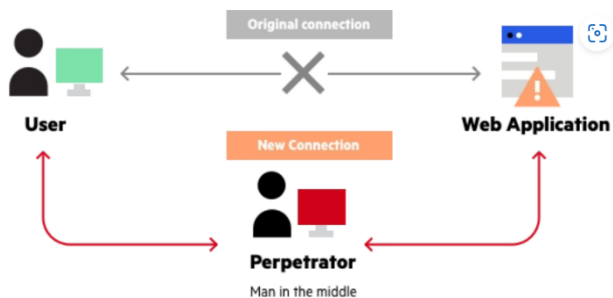 Original connection
User
Web Application
New Connection
Perpetrator
Man in the middle